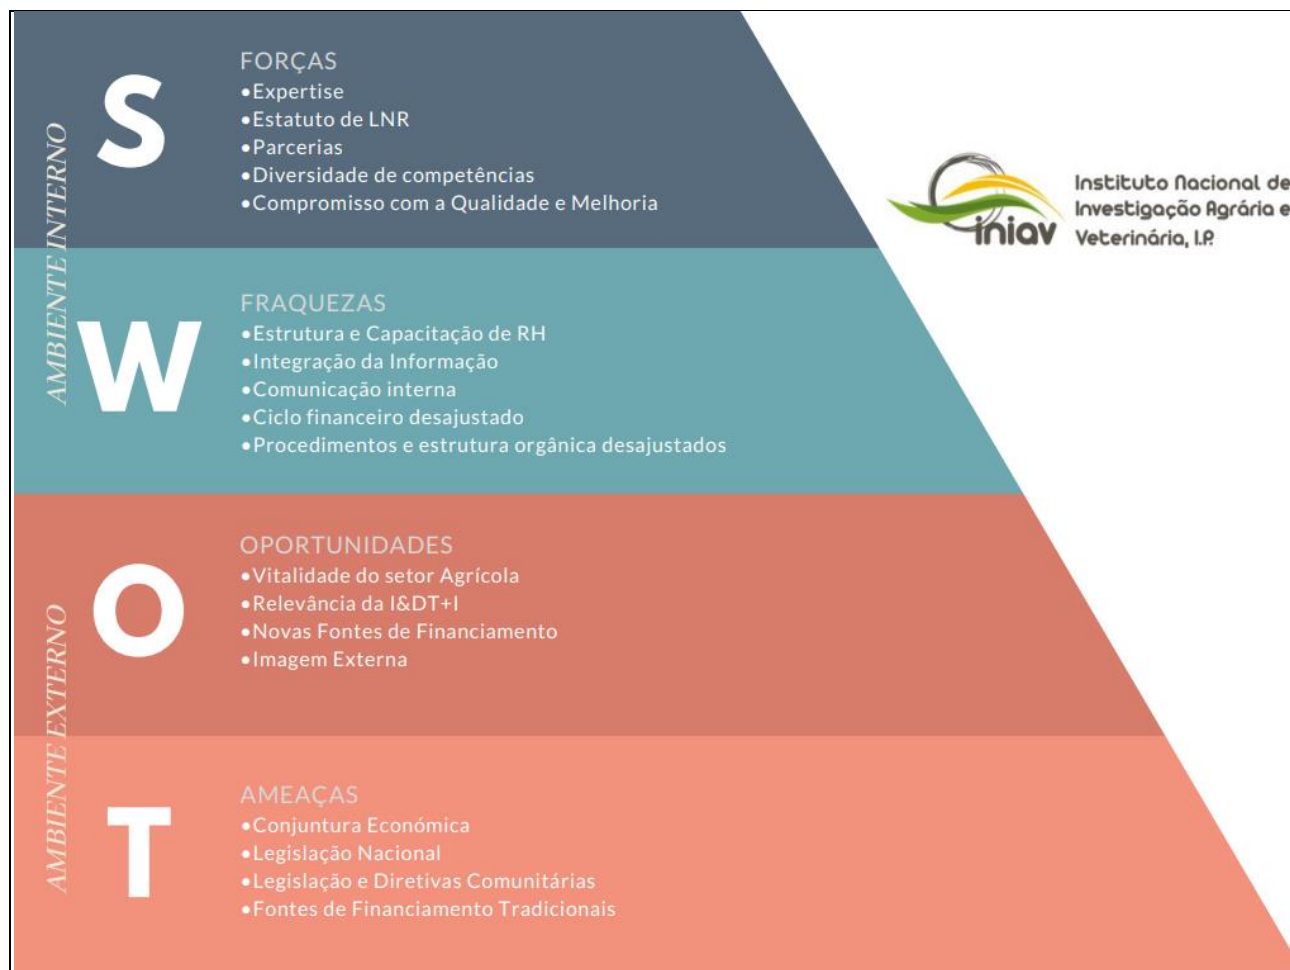 AMBIENTE INTERNO
S
FORÇAS
•Expertise
•Estatuto de LNR
•Parcerias
•Diversidade de competências
•Compromisso com a Qualidade e Melhoria
iniav
Instituto Nacional de
Investigação Agrária e
Veterinária, I.P.
W
FRAQUEZAS
•Estrutura e Capacitação de RH
•Integração da Informação
•Comunicação interna
•Ciclo financeiro desajustado
•Procedimentos e estrutura orgânica desajustados
AMBIENTE EXTERNO
O
OPORTUNIDADES
•Vitalidade do setor Agrícola
•Relevância da I&DT+I
•Novas Fontes de Financiamento
•Imagem Externa
T
AMEAÇAS
•Conjuntura Económica
•Legislação Nacional
•Legislação e Diretivas Comunitárias
•Fontes de Financiamento Tradicionais